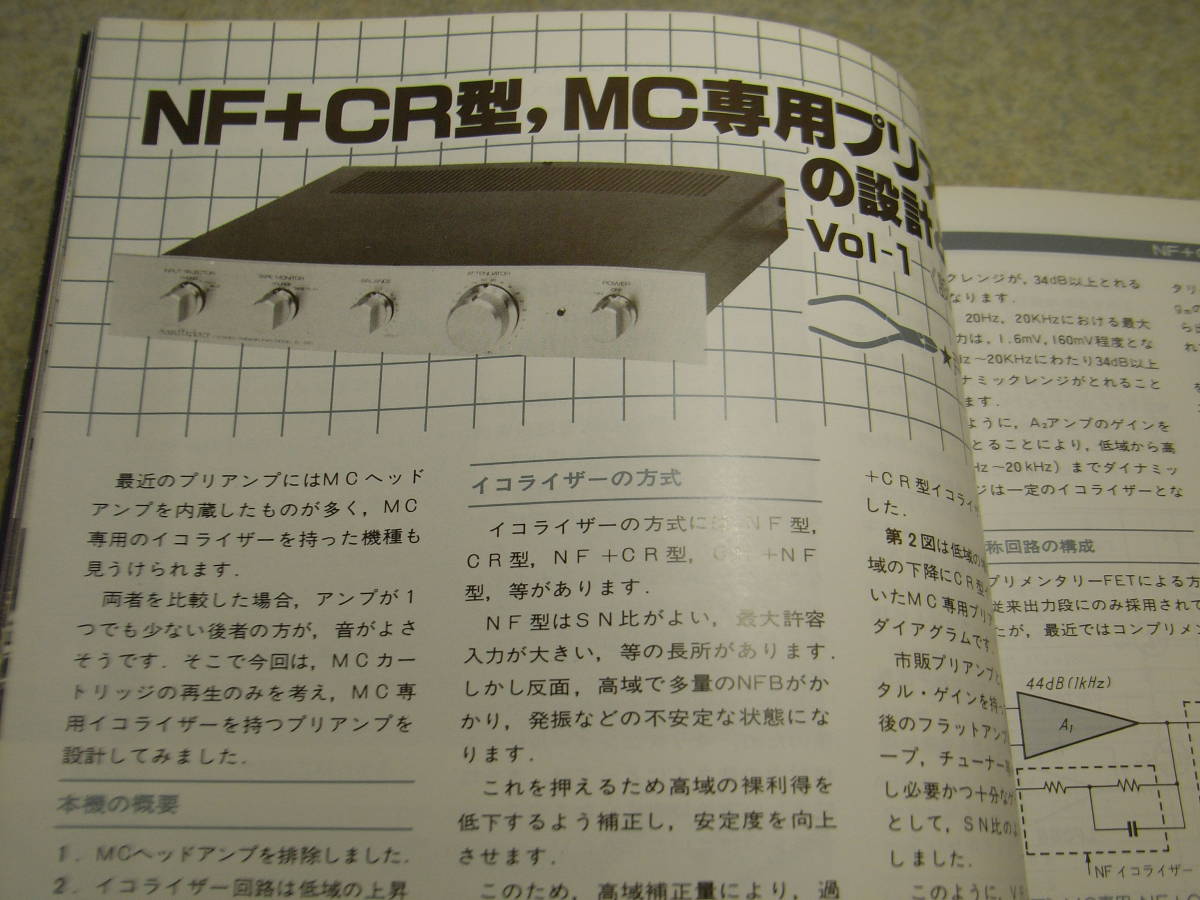 NF+CR型，MC専用プリ
の設計
Vol-1
INPUT SELECTOR
TAPE MONITOR
BALANCE
ATTENUATOR
POWER
最近のプリアンプにはMCヘッド
アンプを内蔵したものが多く，MC
専用のイコライザーを持った機種も
見うけられます．
両者を比較した場合，アンプが1
つでも少ない後者の方が，音がよさ
そうです．そこで今回は，MCカー
トリッジの再生のみを考え，MC専
用イコライザーを持つプリアンプを
設計してみました．
本機の概要
1．MCヘッドアンプを排除しました．
2．イコライザー回路は低域の上昇
イコライザーの方式
イコライザーの方式には，NF型，
CR型，NF+CR型，CR+NF
型，等があります．
NF型はSN比がよい，最大許容
入力が大きい，等の長所があります．
しかし反面，高域で多量のNFBがか
かり，発振などの不安定な状態にな
ります．
これを押えるため高域の裸利得を
低下するよう補正し，安定度を向上
させます．
このため，高域補正量により，過
+CR型イコライ
した．
第2図は低域の
域の下降にCR型
いたMC専用プリア
ダイアグラムです
市販プリアンプと
タル・ゲインを持っ
後のフラットアンプ
ープ，チューナー
し必要かつ十分な
として，SN比の
しました．
このように，
NF+C
クレンジが，34dB以上とれる
なります．
20Hz，20KHzにおける最大
力は，1.6mV，160mV程度とな
Hz～20KHzにわたり34dB以上
ナミックレンジがとれること
ます．
ように，A₂アンプのゲインを
とることにより，低域から高
Hz～20kHz）までダイナミッ
ジは一定のイコライザーとな
称回路の構成
プリメンタリーFETによる方
従来出力段にのみ採用されて
たが，最近ではコンプリメン
44dB(1kHz)
A₁
NFイコライザー
タリ
gmの
ら出
れ
を